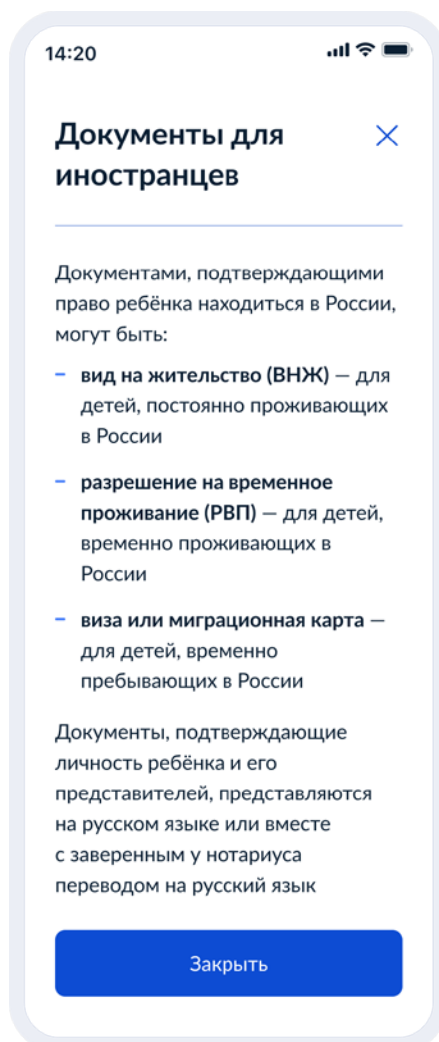 14:20
Документы для
иностранцев
Документами, подтверждающими
право ребёнка находиться в России,
могут быть:
– вид на жительство (ВНЖ) — для
детей, постоянно проживающих
в России
– разрешение на временное
проживание (РВП) — для детей,
временно проживающих в
России
– виза или миграционная карта —
для детей, временно
пребывающих в России
Документы, подтверждающие
личность ребёнка и его
представителей, представляются
на русском языке или вместе
с заверенным у нотариуса
переводом на русский язык
Закрыть